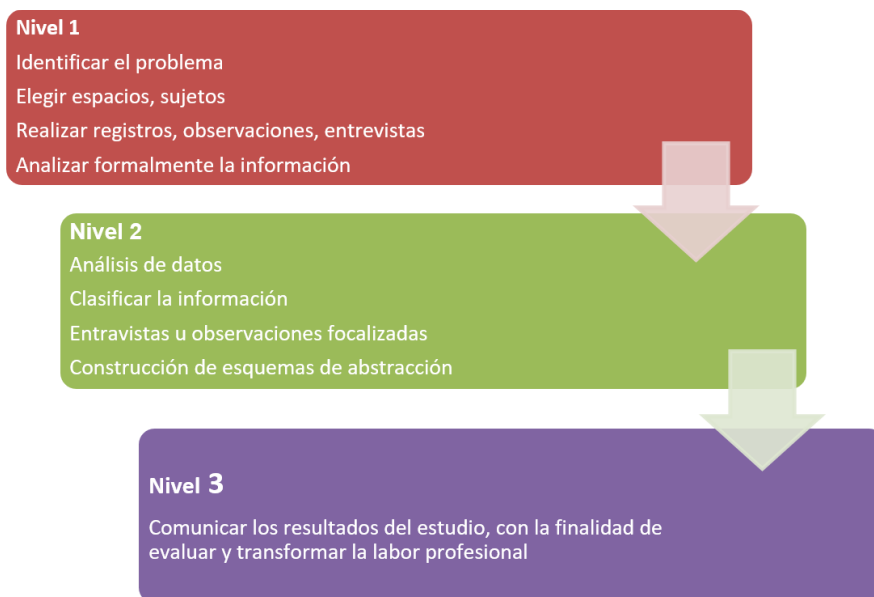 Nivel 1
Identificar el problema
Elegir espacios, sujetos
Realizar registros, observaciones, entrevistas
Analizar formalmente la información
Nivel 2
Análisis de datos
Clasificar la información
Entravistas u observaciones focalizadas
Construcción de esquemas de abstracción
Nivel 3
Comunicar los resultados del estudio, con la finalidad de
evaluar y transformar la labor profesional